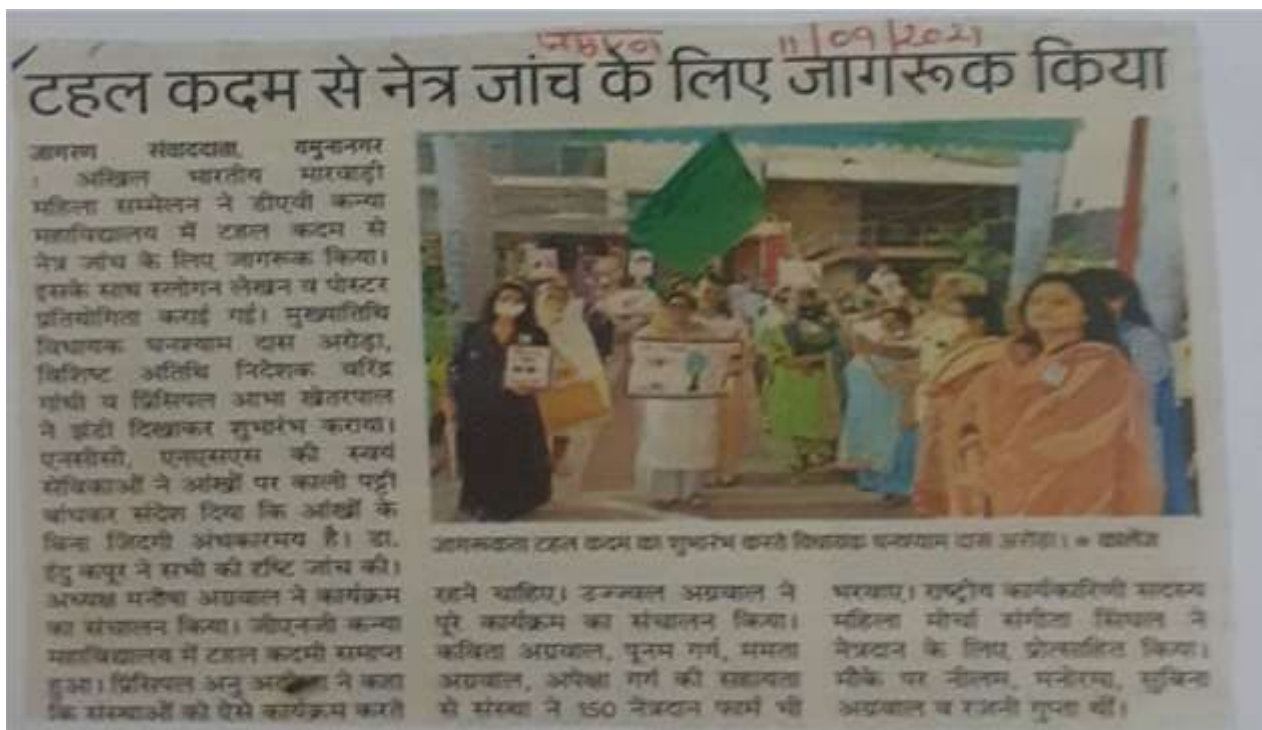 जागरण 11/09/2021
टहल कदम से नेत्र जांच के लिए जागरूक किया
जागरण संवाददाता, यमुनानगर
: अखिल भारतीय मारवाड़ी
महिला सम्मेलन ने डीएवी कन्या
महाविद्यालय में टहल कदम से
नेत्र जांच के लिए जागरूक किया।
इसके साथ स्लोगन लेखन व पोस्टर
प्रतियोगिता कराई गई। मुख्यातिथि
विधायक घनश्याम दास अरोड़ा,
विशिष्ट अतिथि निदेशक वरिंद्र
गांधी व प्रिंसिपल आभा खेतरपाल
ने झंडी दिखाकर शुभारंभ कराया।
एनसीसी, एनएसएस की स्वयं
सेविकाओं ने आंखों पर काली पट्टी
बांधकर संदेश दिया कि आंखों के
बिना जिंदगी अंधकारमय है। डा.
इंदु कपूर ने सभी की दृष्टि जांच की।
अध्यक्ष मनीषा अग्रवाल ने कार्यक्रम
का संचालन किया। जीएनजी कन्या
महाविद्यालय में टहल कदमी समाप्त
हुआ। प्रिंसिपल अनु ने कहा
कि संस्थाओं को ऐसे कार्यक्रम करते
जागरूकता टहल कदम का शुभारंभ करते विधायक घनश्याम दास अरोड़ा। ● कालेज
रहने चाहिए। उज्ज्वल अग्रवाल ने
पूरे कार्यक्रम का संचालन किया।
कविता अग्रवाल, पूनम गर्ग, ममता
अग्रवाल, अपेक्षा गर्ग की सहायता
से संस्था ने 150 नेत्रदान फार्म भी
भरवाए। राष्ट्रीय कार्यकारिणी सदस्य
महिला मोर्चा संगीता सिंघल ने
नेत्रदान के लिए प्रोत्साहित किया।
मौके पर नीलम, मनोरमा, सुबिना
अग्रवाल व रजनी गुप्ता थीं।